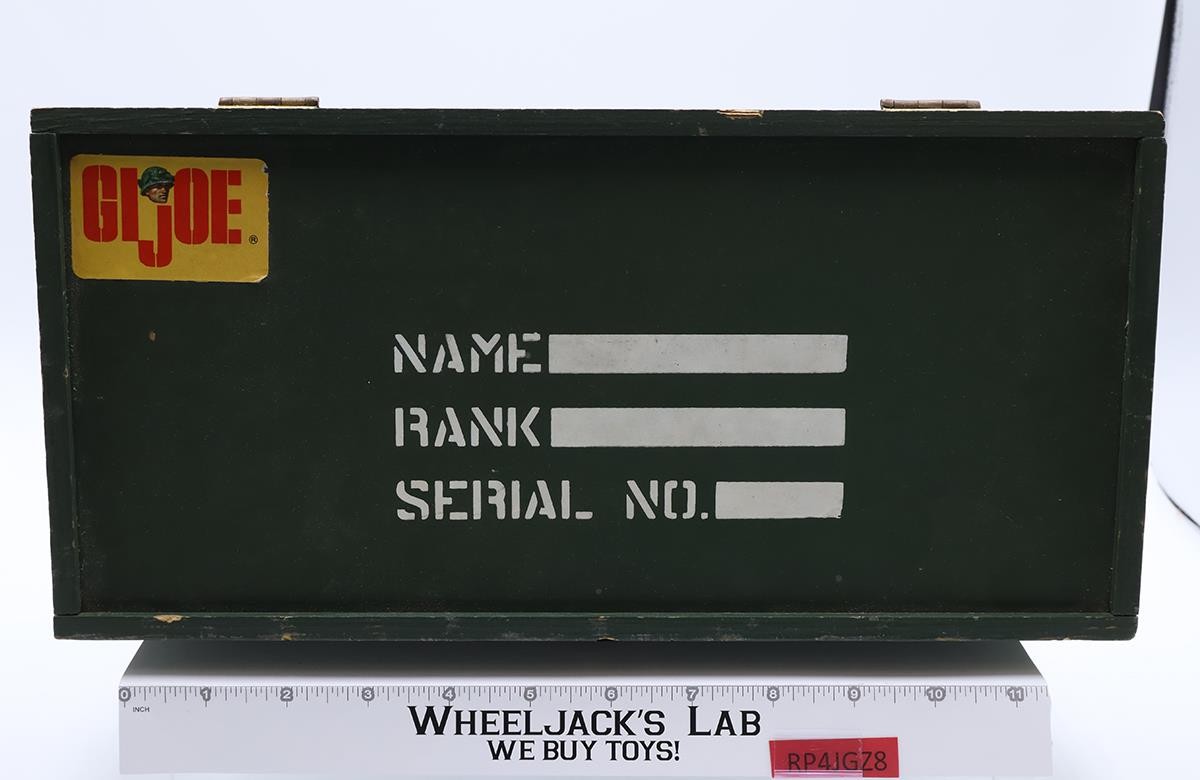 GI JOE ®
NAME
RANK
SERIAL NO.
0 1 2 3 4 5 6 7 8 9 10 11
INCH
WHEELJACK'S LAB
WE BUY TOYS!
RP4JGZ8